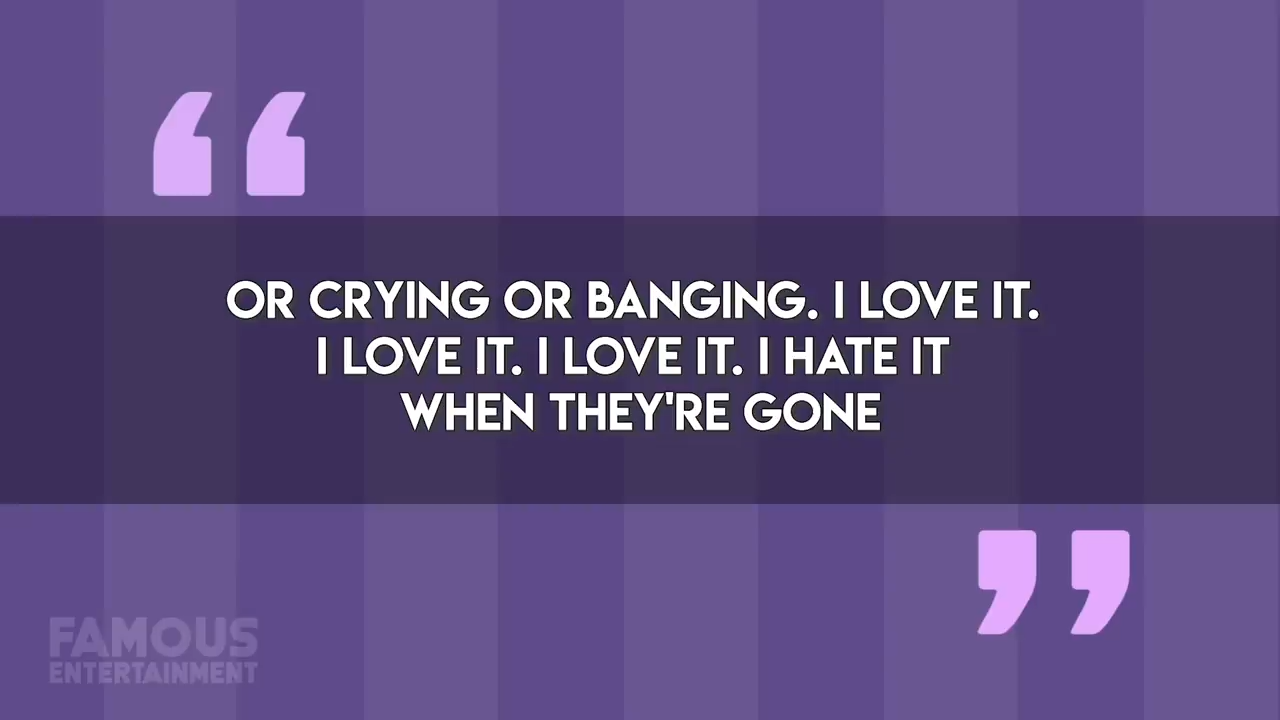 OR CRYING OR BANGING. I LOVE IT.
I LOVE IT. I LOVE IT. I HATE IT
WHEN THEY'RE GONE
FAMOUS
ENTERTAINMENT